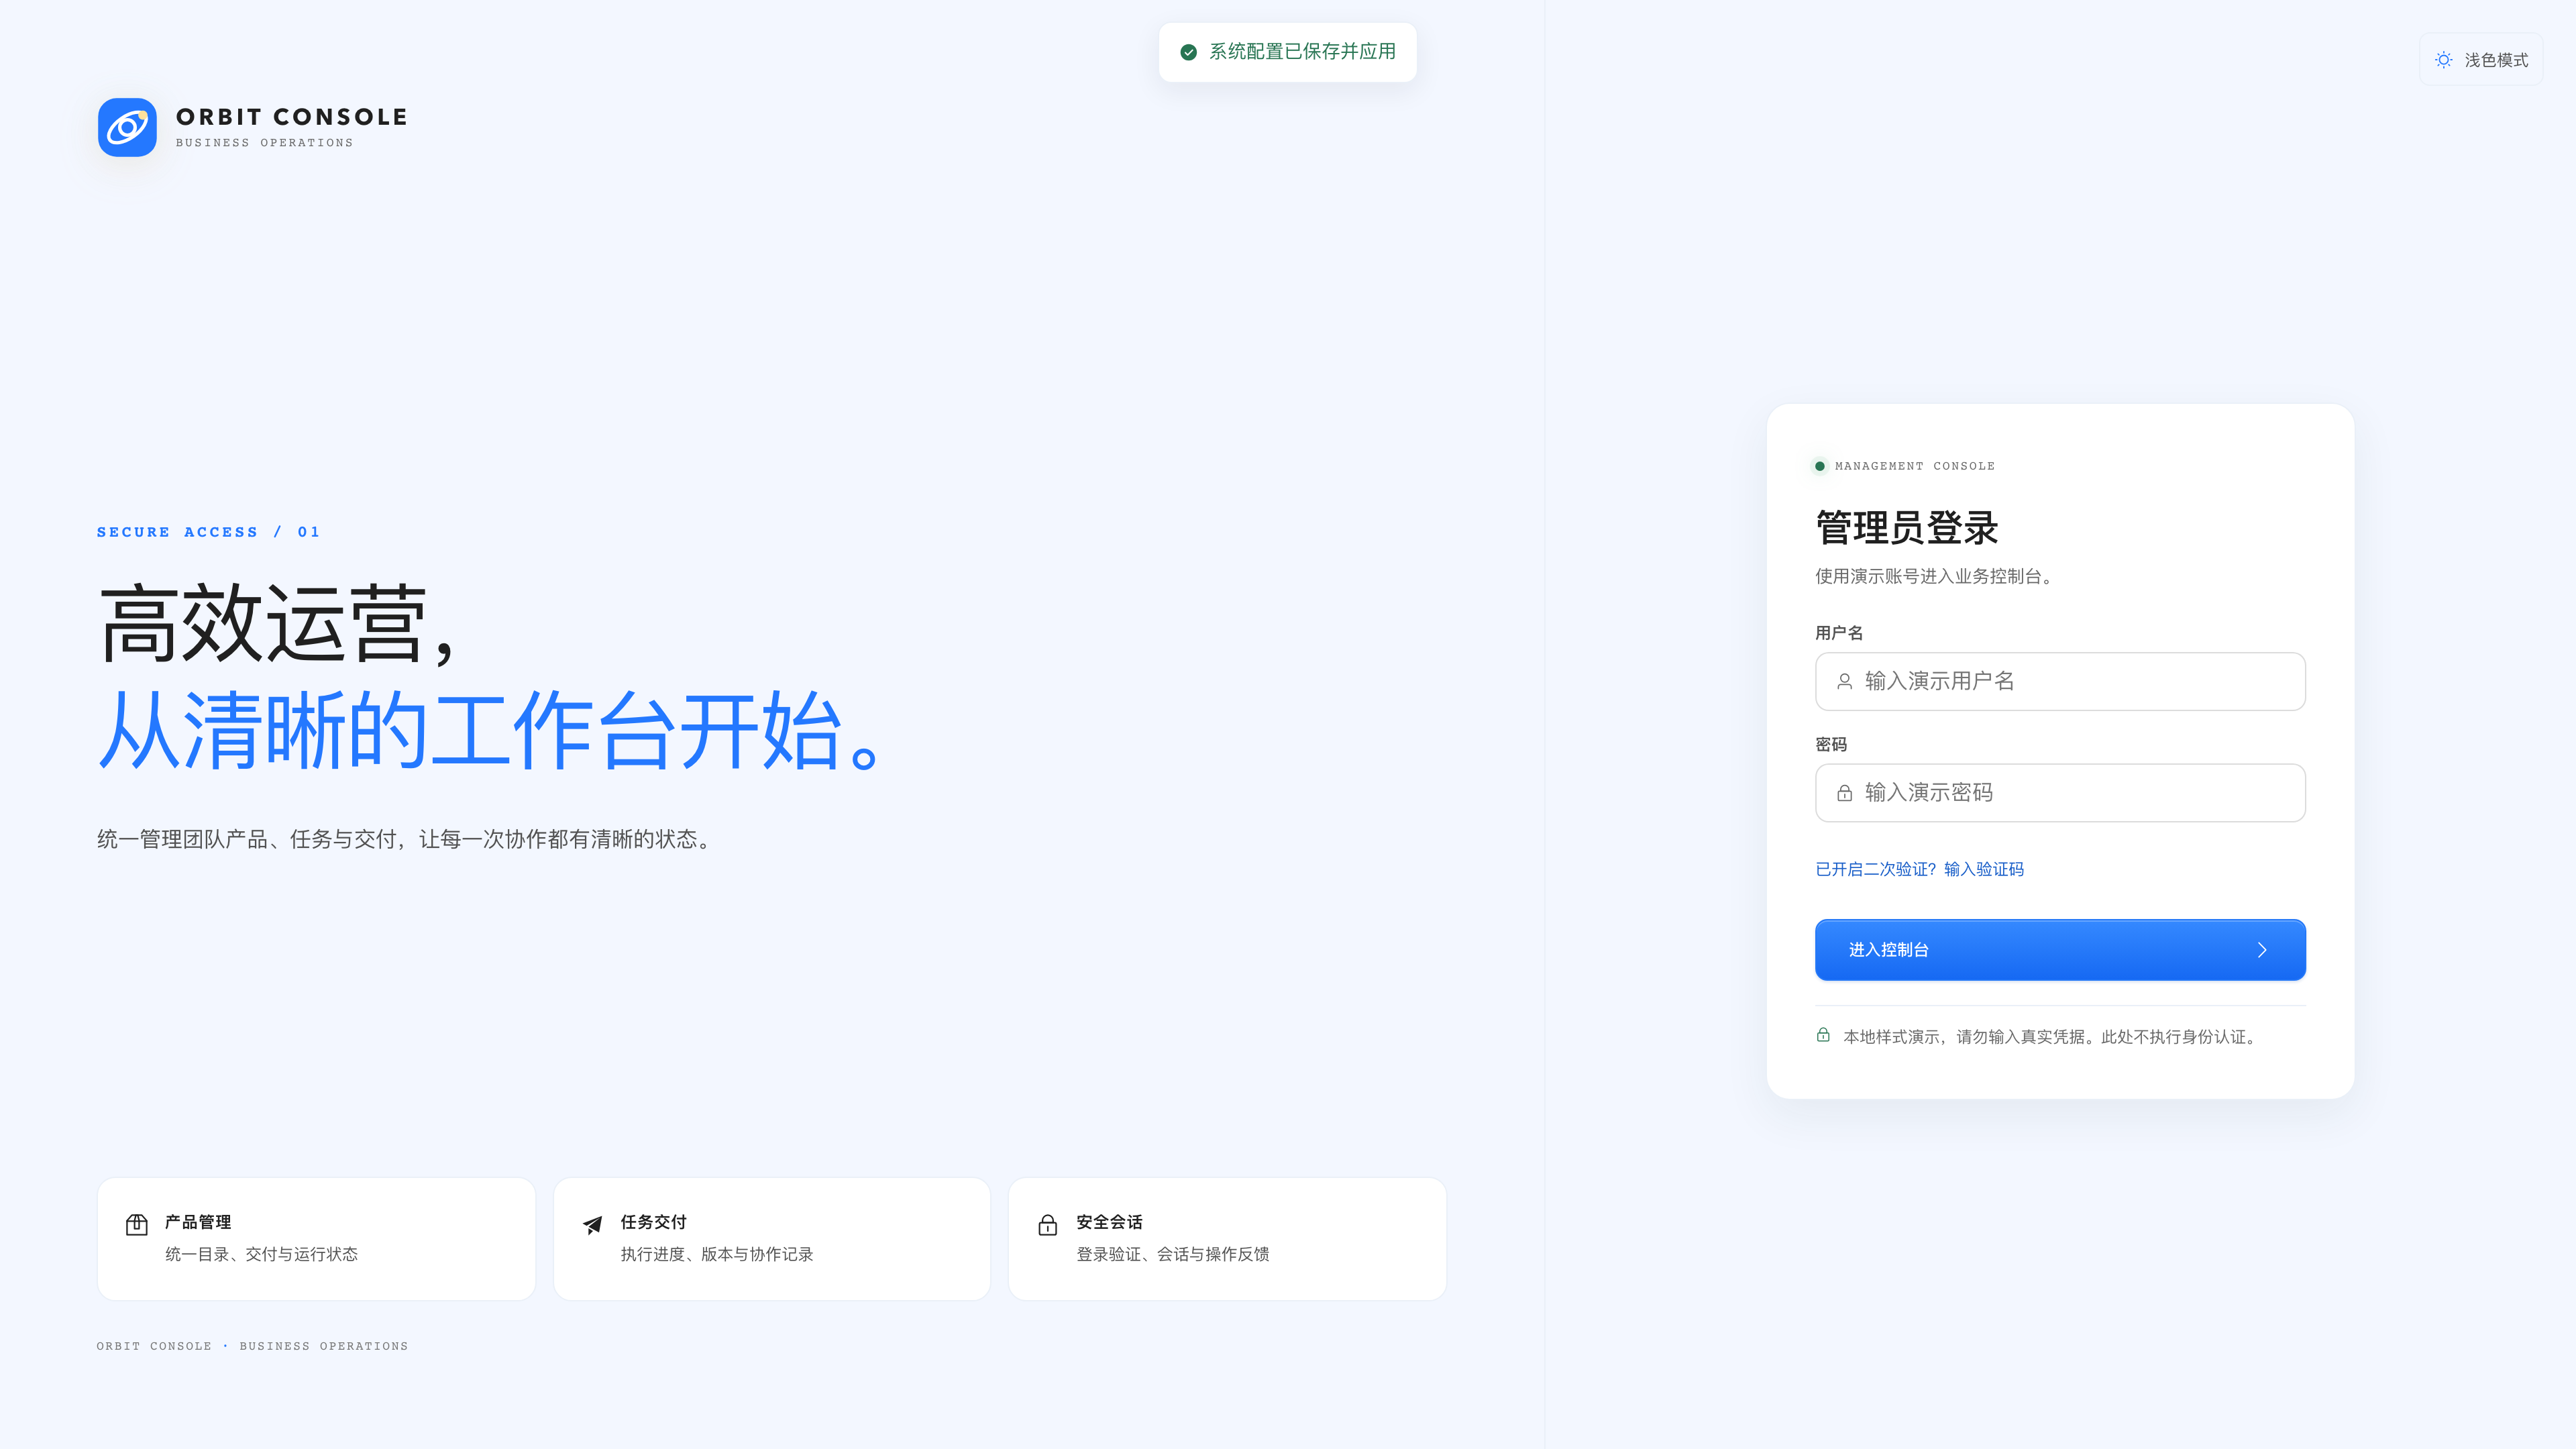 系统配置已保存并应用
浅色模式
ORBIT CONSOLE
BUSINESS OPERATIONS
SECURE ACCESS / 01
高效运营，
从清晰的工作台开始。
统一管理团队产品、任务与交付，让每一次协作都有清晰的状态。
产品管理
统一目录、交付与运行状态
任务交付
执行进度、版本与协作记录
安全会话
登录验证、会话与操作反馈
ORBIT CONSOLE · BUSINESS OPERATIONS
MANAGEMENT CONSOLE
管理员登录
使用演示账号进入业务控制台。
用户名
输入演示用户名
密码
输入演示密码
已开启二次验证？输入验证码
进入控制台
本地样式演示，请勿输入真实凭据。此处不执行身份认证。